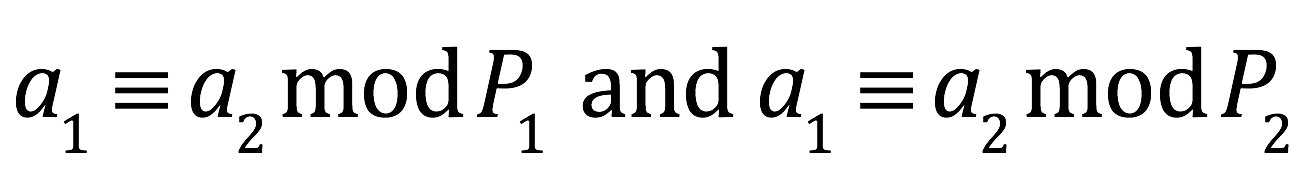 a₁ ≡ a₂ mod P₁ and a₁ ≡ a₂ mod P₂